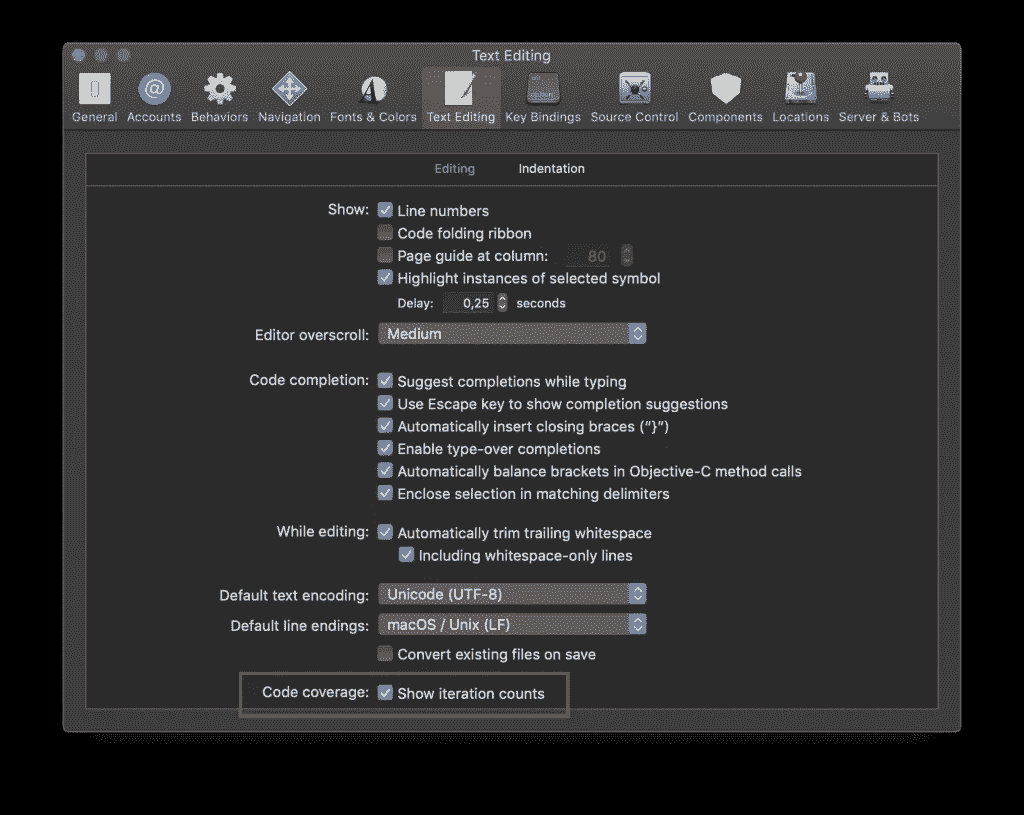 Text Editing
General Accounts Behaviors Navigation Fonts & Colors Text Editing Key Bindings Source Control Components Locations Server & Bots
Editing Indentation
Show: Line numbers
Code folding ribbon
Page guide at column: 80
Highlight instances of selected symbol
Delay: 0,25 seconds
Editor overscroll: Medium
Code completion: Suggest completions while typing
Use Escape key to show completion suggestions
Automatically insert closing braces (“}”)
Enable type-over completions
Automatically balance brackets in Objective-C method calls
Enclose selection in matching delimiters
While editing: Automatically trim trailing whitespace
Including whitespace-only lines
Default text encoding: Unicode (UTF-8)
Default line endings: macOS / Unix (LF)
Convert existing files on save
Code coverage: Show iteration counts